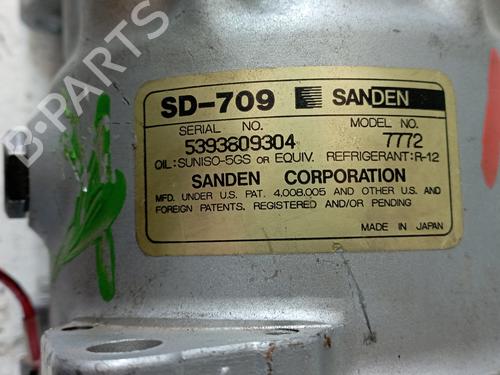 SD-709 SANDEN
SERIAL NO. MODEL NO.
5393809304 7772
OIL: SUNISO-5GS OR EQUIV. REFRIGERANT: R-12
SANDEN CORPORATION
MFD. UNDER U.S. PAT. 4,008,005 AND OTHER U.S. AND
FOREIGN PATENTS. REGISTERED AND/OR PENDING
MADE IN JAPAN